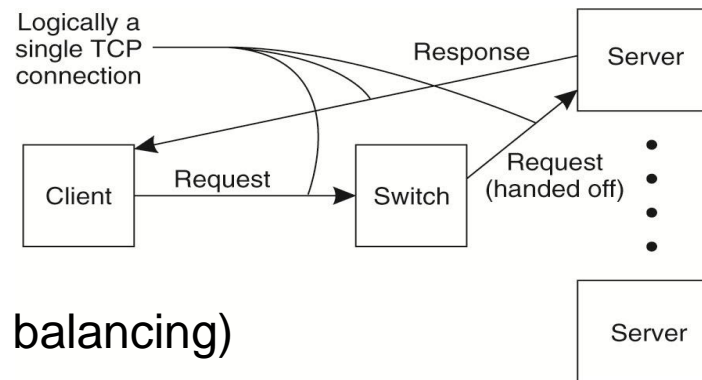 Logically a
single TCP
connection
Response
Server
Client
Request
Switch
Request
(handed off)
balancing)
Server